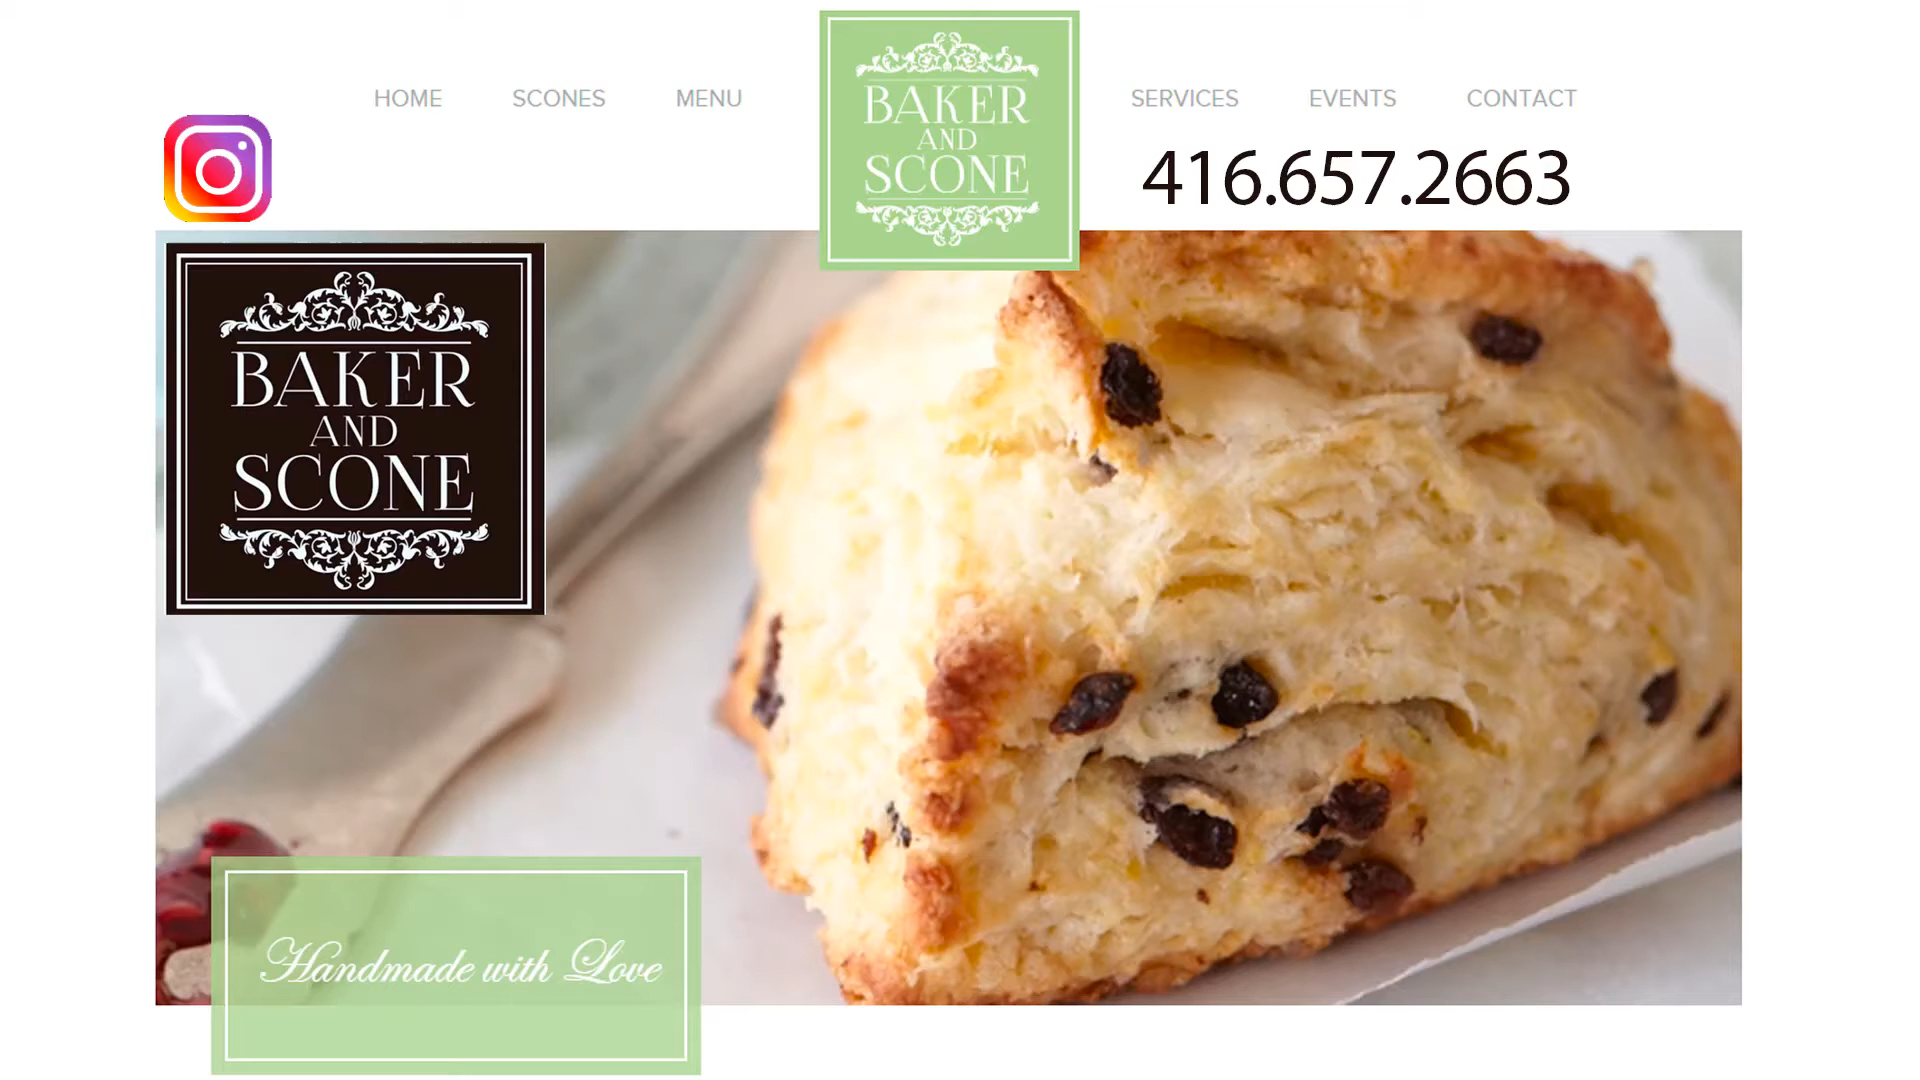 HOME SCONES MENU
SERVICES EVENTS CONTACT
BAKER
AND
SCONE
416.657.2663
BAKER
AND
SCONE
Handmade with Love